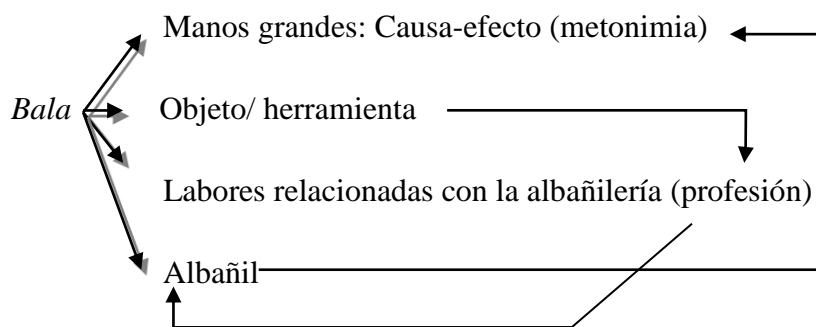 Manos grandes: Causa-efecto (metonimia)
Bala Objeto/ herramienta
Labores relacionadas con la albañilería (profesión)
Albañil